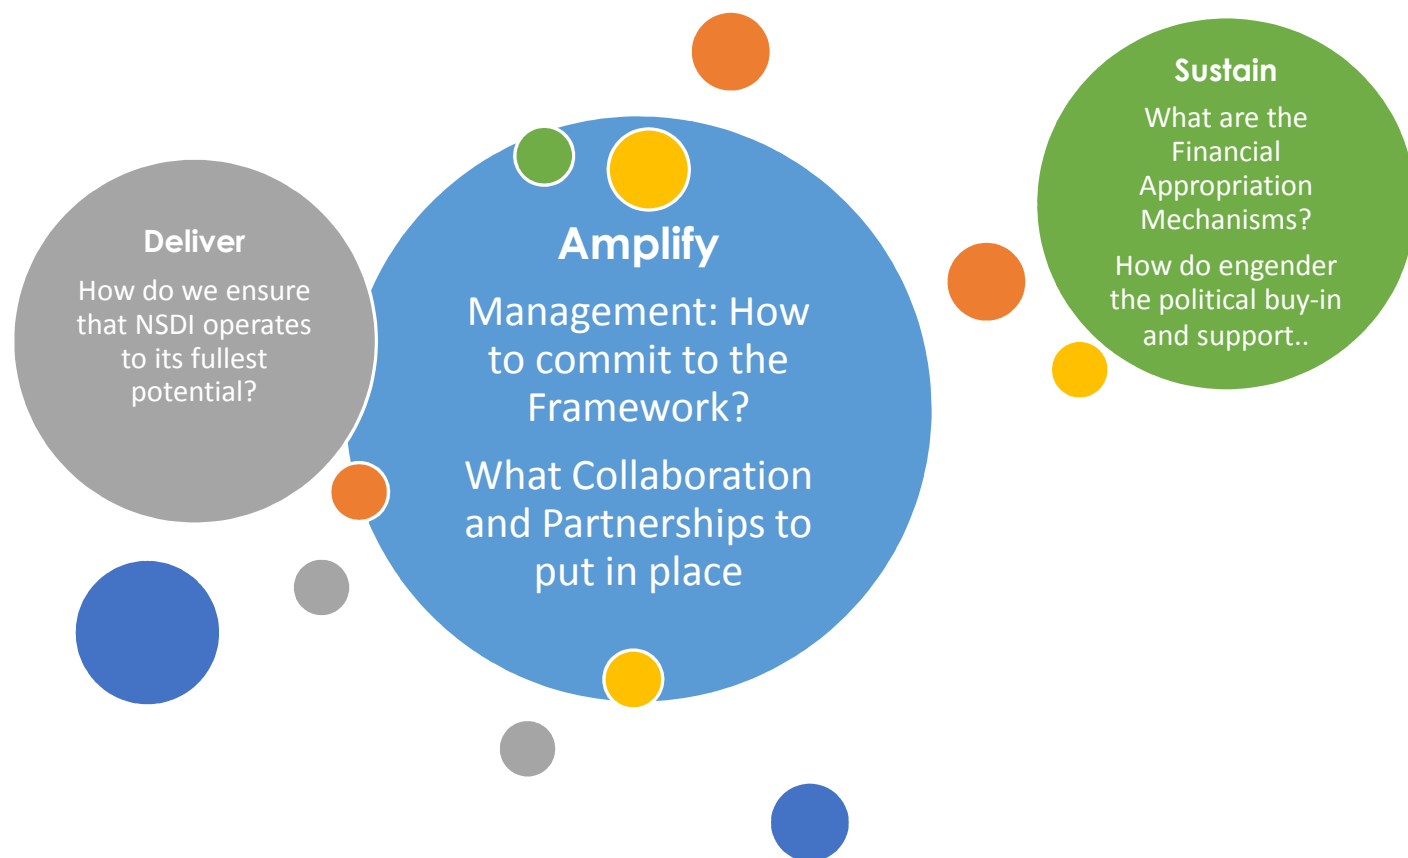 Deliver
How do we ensure
that NSDI operates
to its fullest
potential?
Amplify
Management: How
to commit to the
Framework?
What Collaboration
and Partnerships to
put in place
Sustain
What are the
Financial
Appropriation
Mechanisms?
How do engender
the political buy-in
and support..